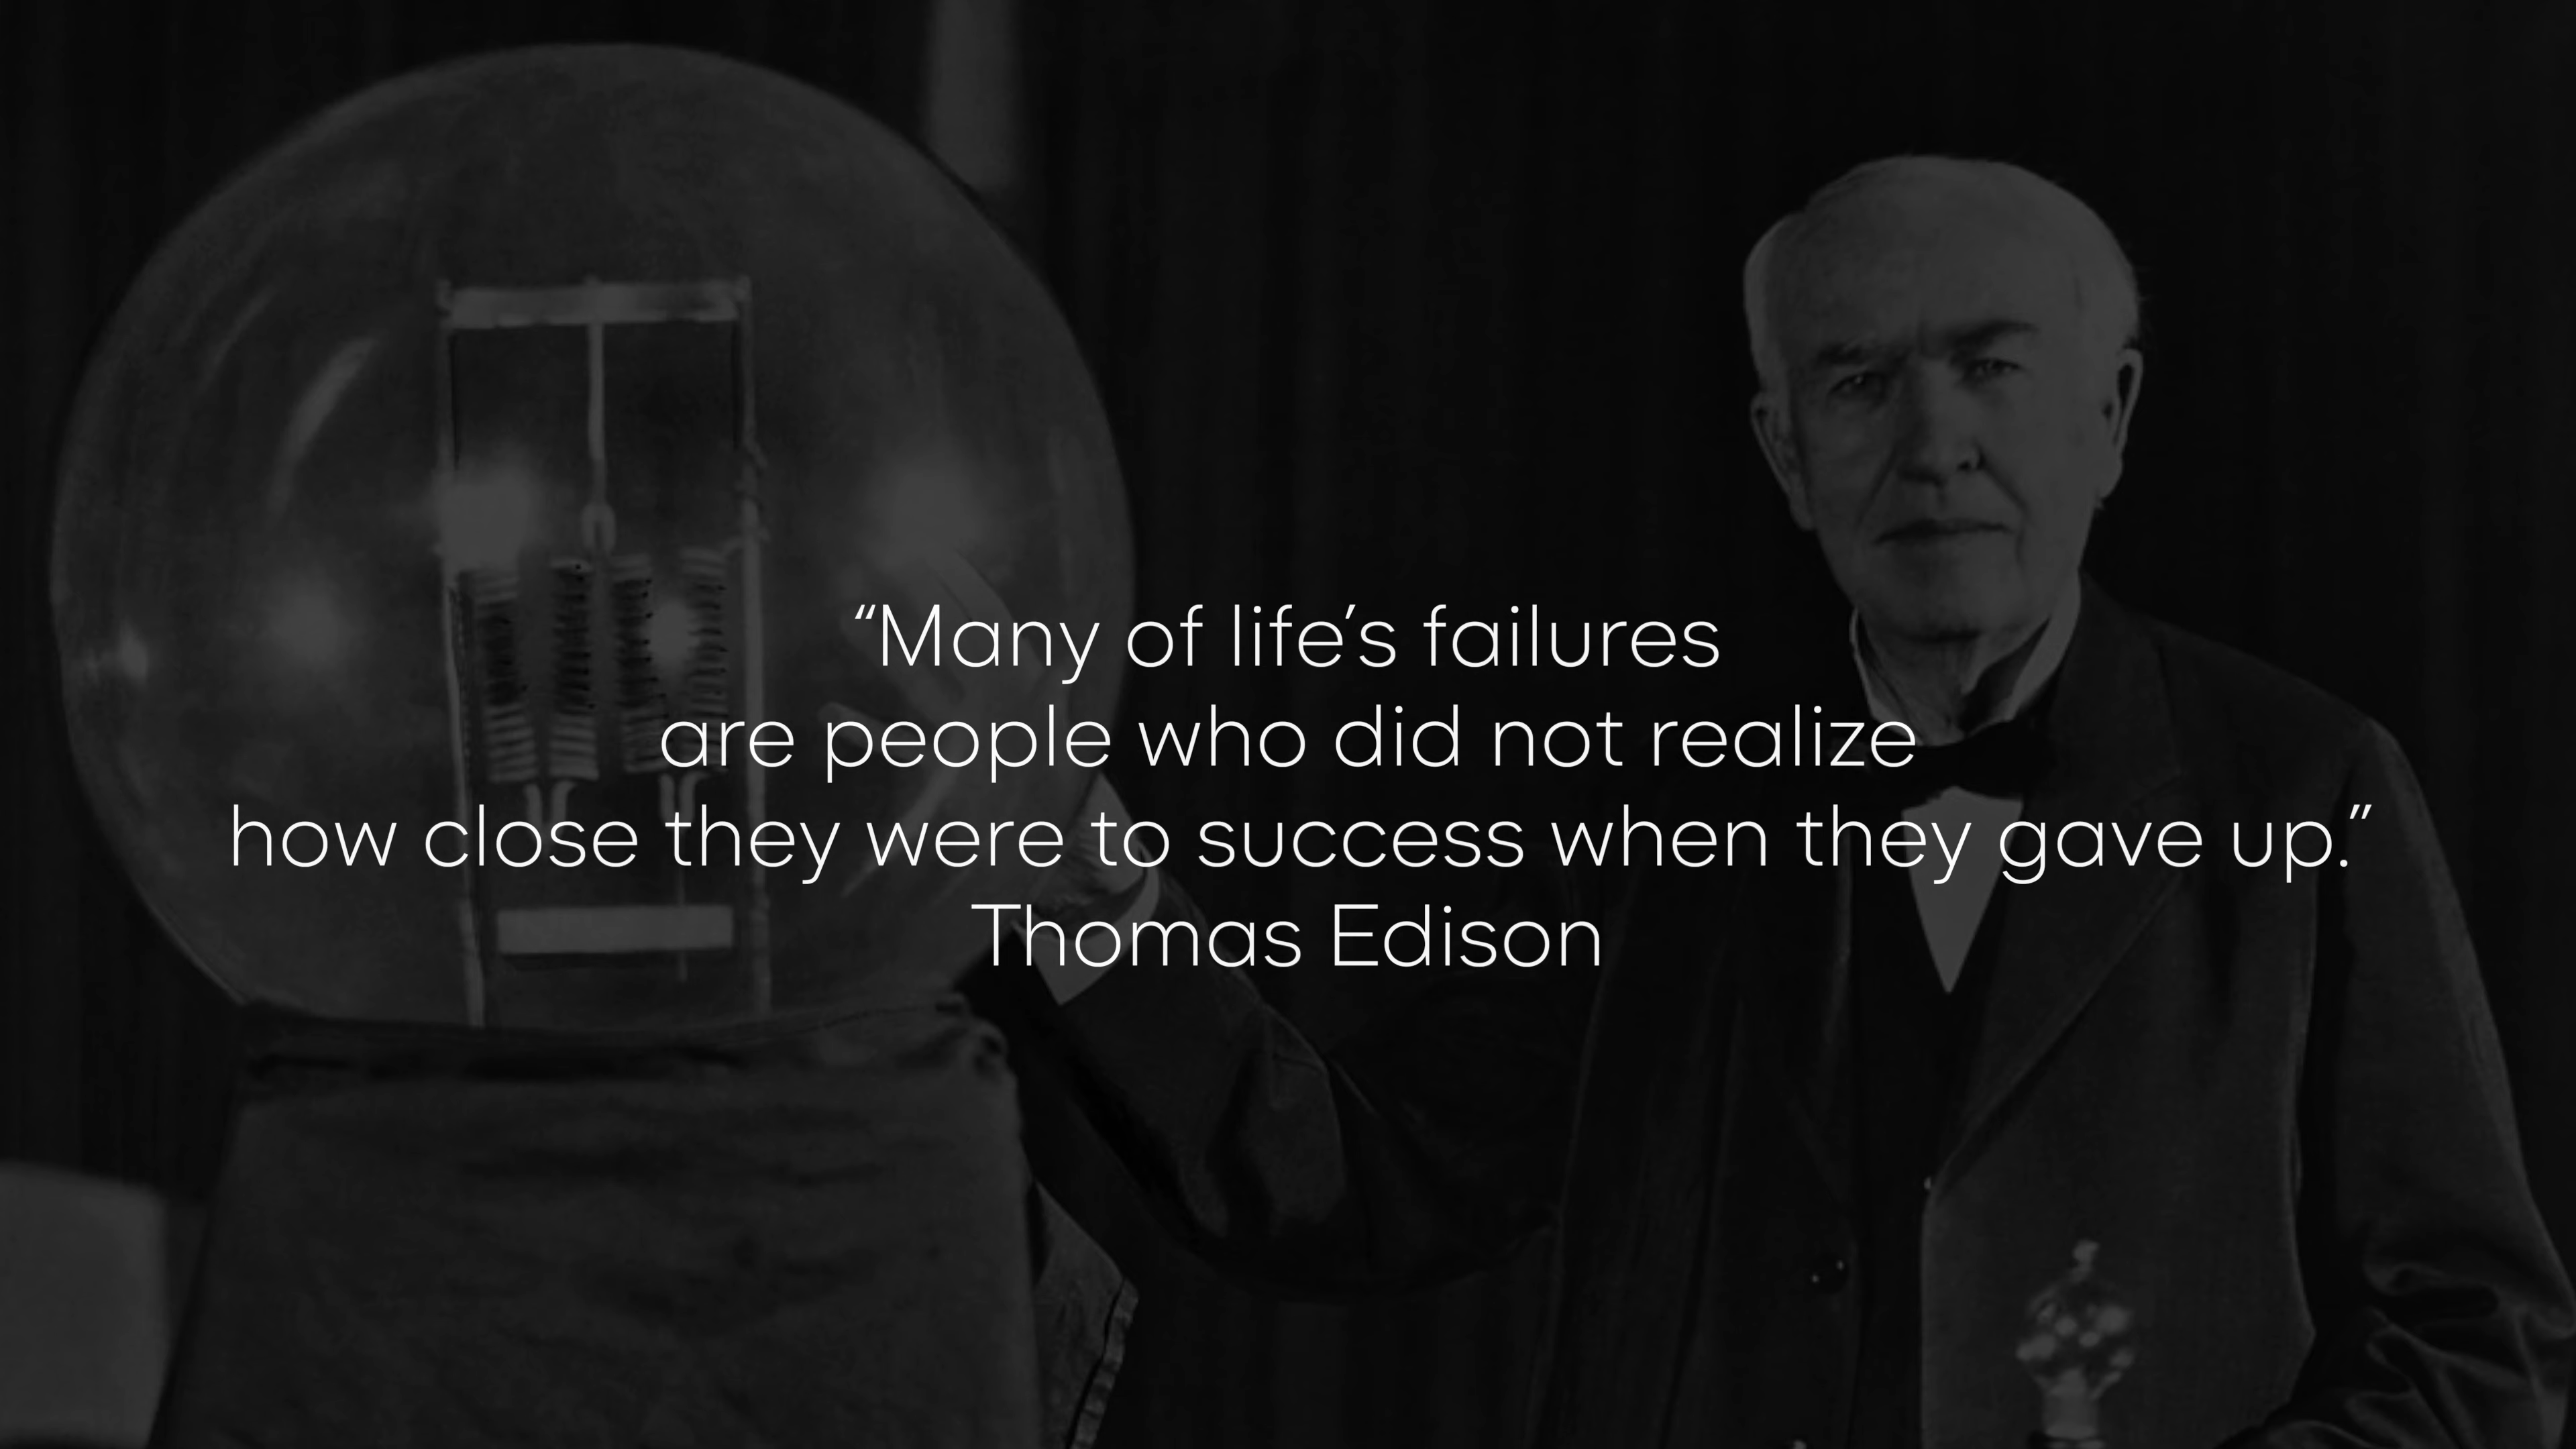 “Many of life’s failures
are people who did not realize
how close they were to success when they gave up.”
Thomas Edison